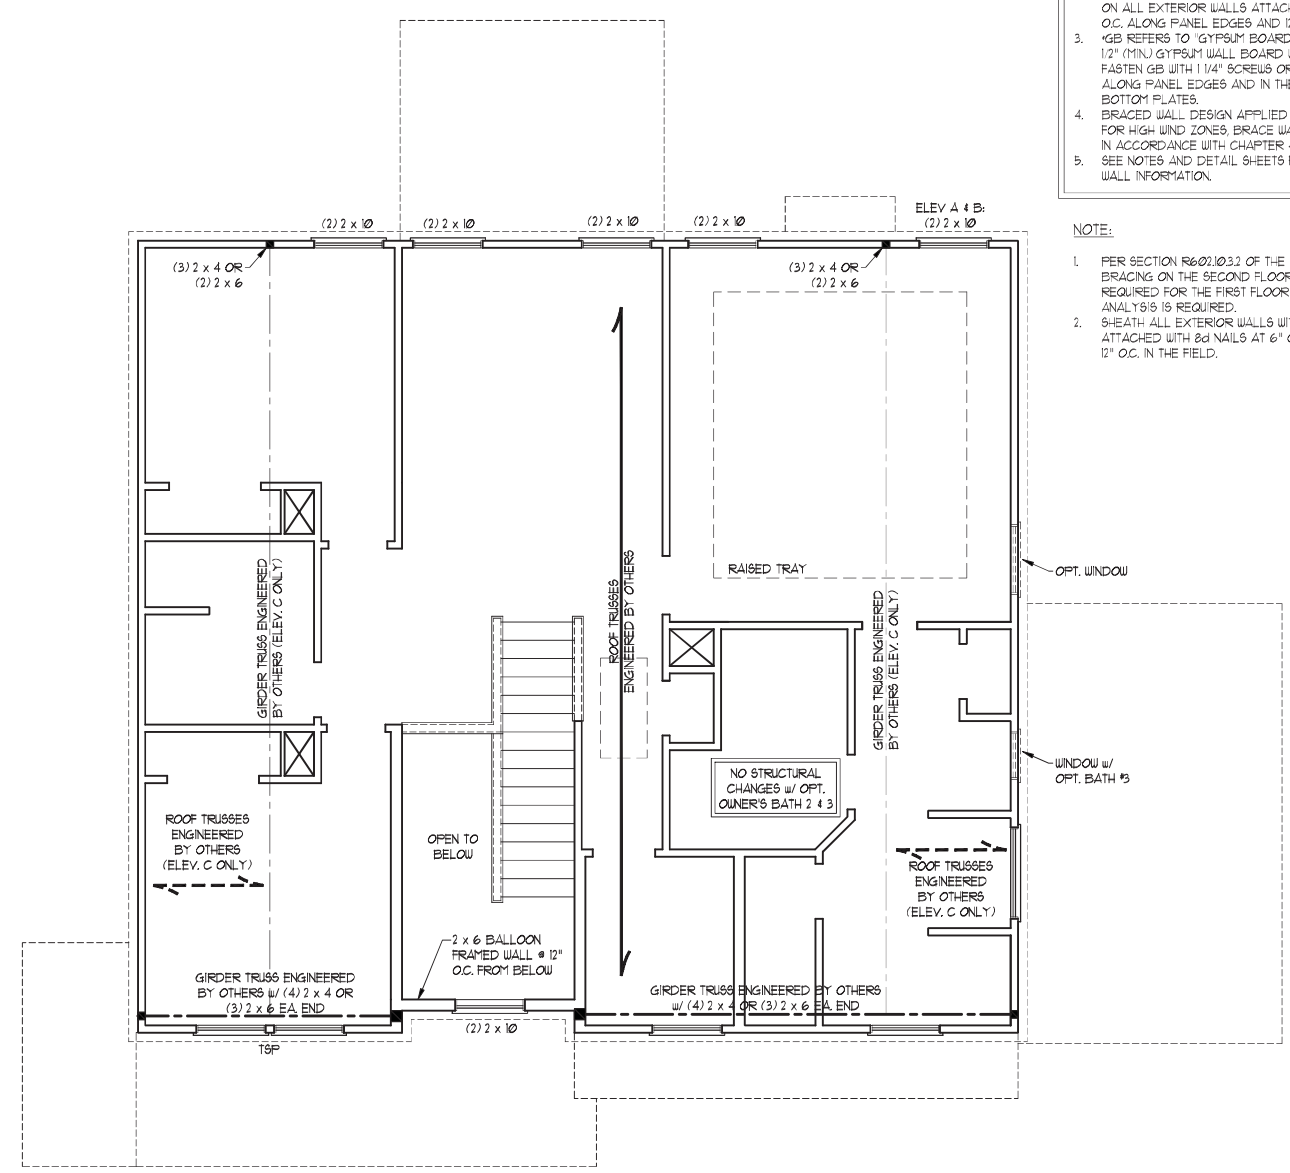 ON ALL EXTERIOR WALLS ATTACH
O.C. ALONG PANEL EDGES AND 12
3. "GB REFERS TO "GYPSUM BOARD
1/2" (MIN.) GYPSUM WALL BOARD
FASTEN GB WITH 1 1/4" SCREWS OR
ALONG PANEL EDGES AND IN THE
BOTTOM PLATES.
4. BRACED WALL DESIGN APPLIED
FOR HIGH WIND ZONES, BRACE WA
IN ACCORDANCE WITH CHAPTER
5. SEE NOTES AND DETAIL SHEETS
WALL INFORMATION.
NOTE:
1. PER SECTION R602.10.3.2 OF THE
BRACING ON THE SECOND FLOOR
REQUIRED FOR THE FIRST FLOOR
ANALYSIS IS REQUIRED.
2. SHEATH ALL EXTERIOR WALLS WI
ATTACHED WITH 8d NAILS AT 6"
12" O.C. IN THE FIELD.
(2) 2 x 10
(2) 2 x 10
(2) 2 x 10
(2) 2 x 10
ELEV A & B:
(2) 2 x 10
(3) 2 x 4 OR
(2) 2 x 6
(3) 2 x 4 OR
(2) 2 x 6
RAISED TRAY
OPT. WINDOW
ROOF TRUSSES
ENGINEERED BY OTHERS
GIRDER TRUSS ENGINEERED
BY OTHERS (ELEV. C ONLY)
GIRDER TRUSS ENGINEERED
BY OTHERS (ELEV. C ONLY)
WINDOW w/
OPT. BATH #3
NO STRUCTURAL
CHANGES w/ OPT.
OWNER'S BATH 2 & 3
ROOF TRUSSES
ENGINEERED
BY OTHERS
(ELEV. C ONLY)
OPEN TO
BELOW
ROOF TRUSSES
ENGINEERED
BY OTHERS
(ELEV. C ONLY)
2 x 6 BALLOON
FRAMED WALL @ 12"
O.C. FROM BELOW
GIRDER TRUSS ENGINEERED
BY OTHERS w/ (4) 2 x 4 OR
(3) 2 x 6 EA. END
GIRDER TRUSS ENGINEERED BY OTHERS
w/ (4) 2 x 4 OR (3) 2 x 6 EA. END
(2) 2 x 10
TSP